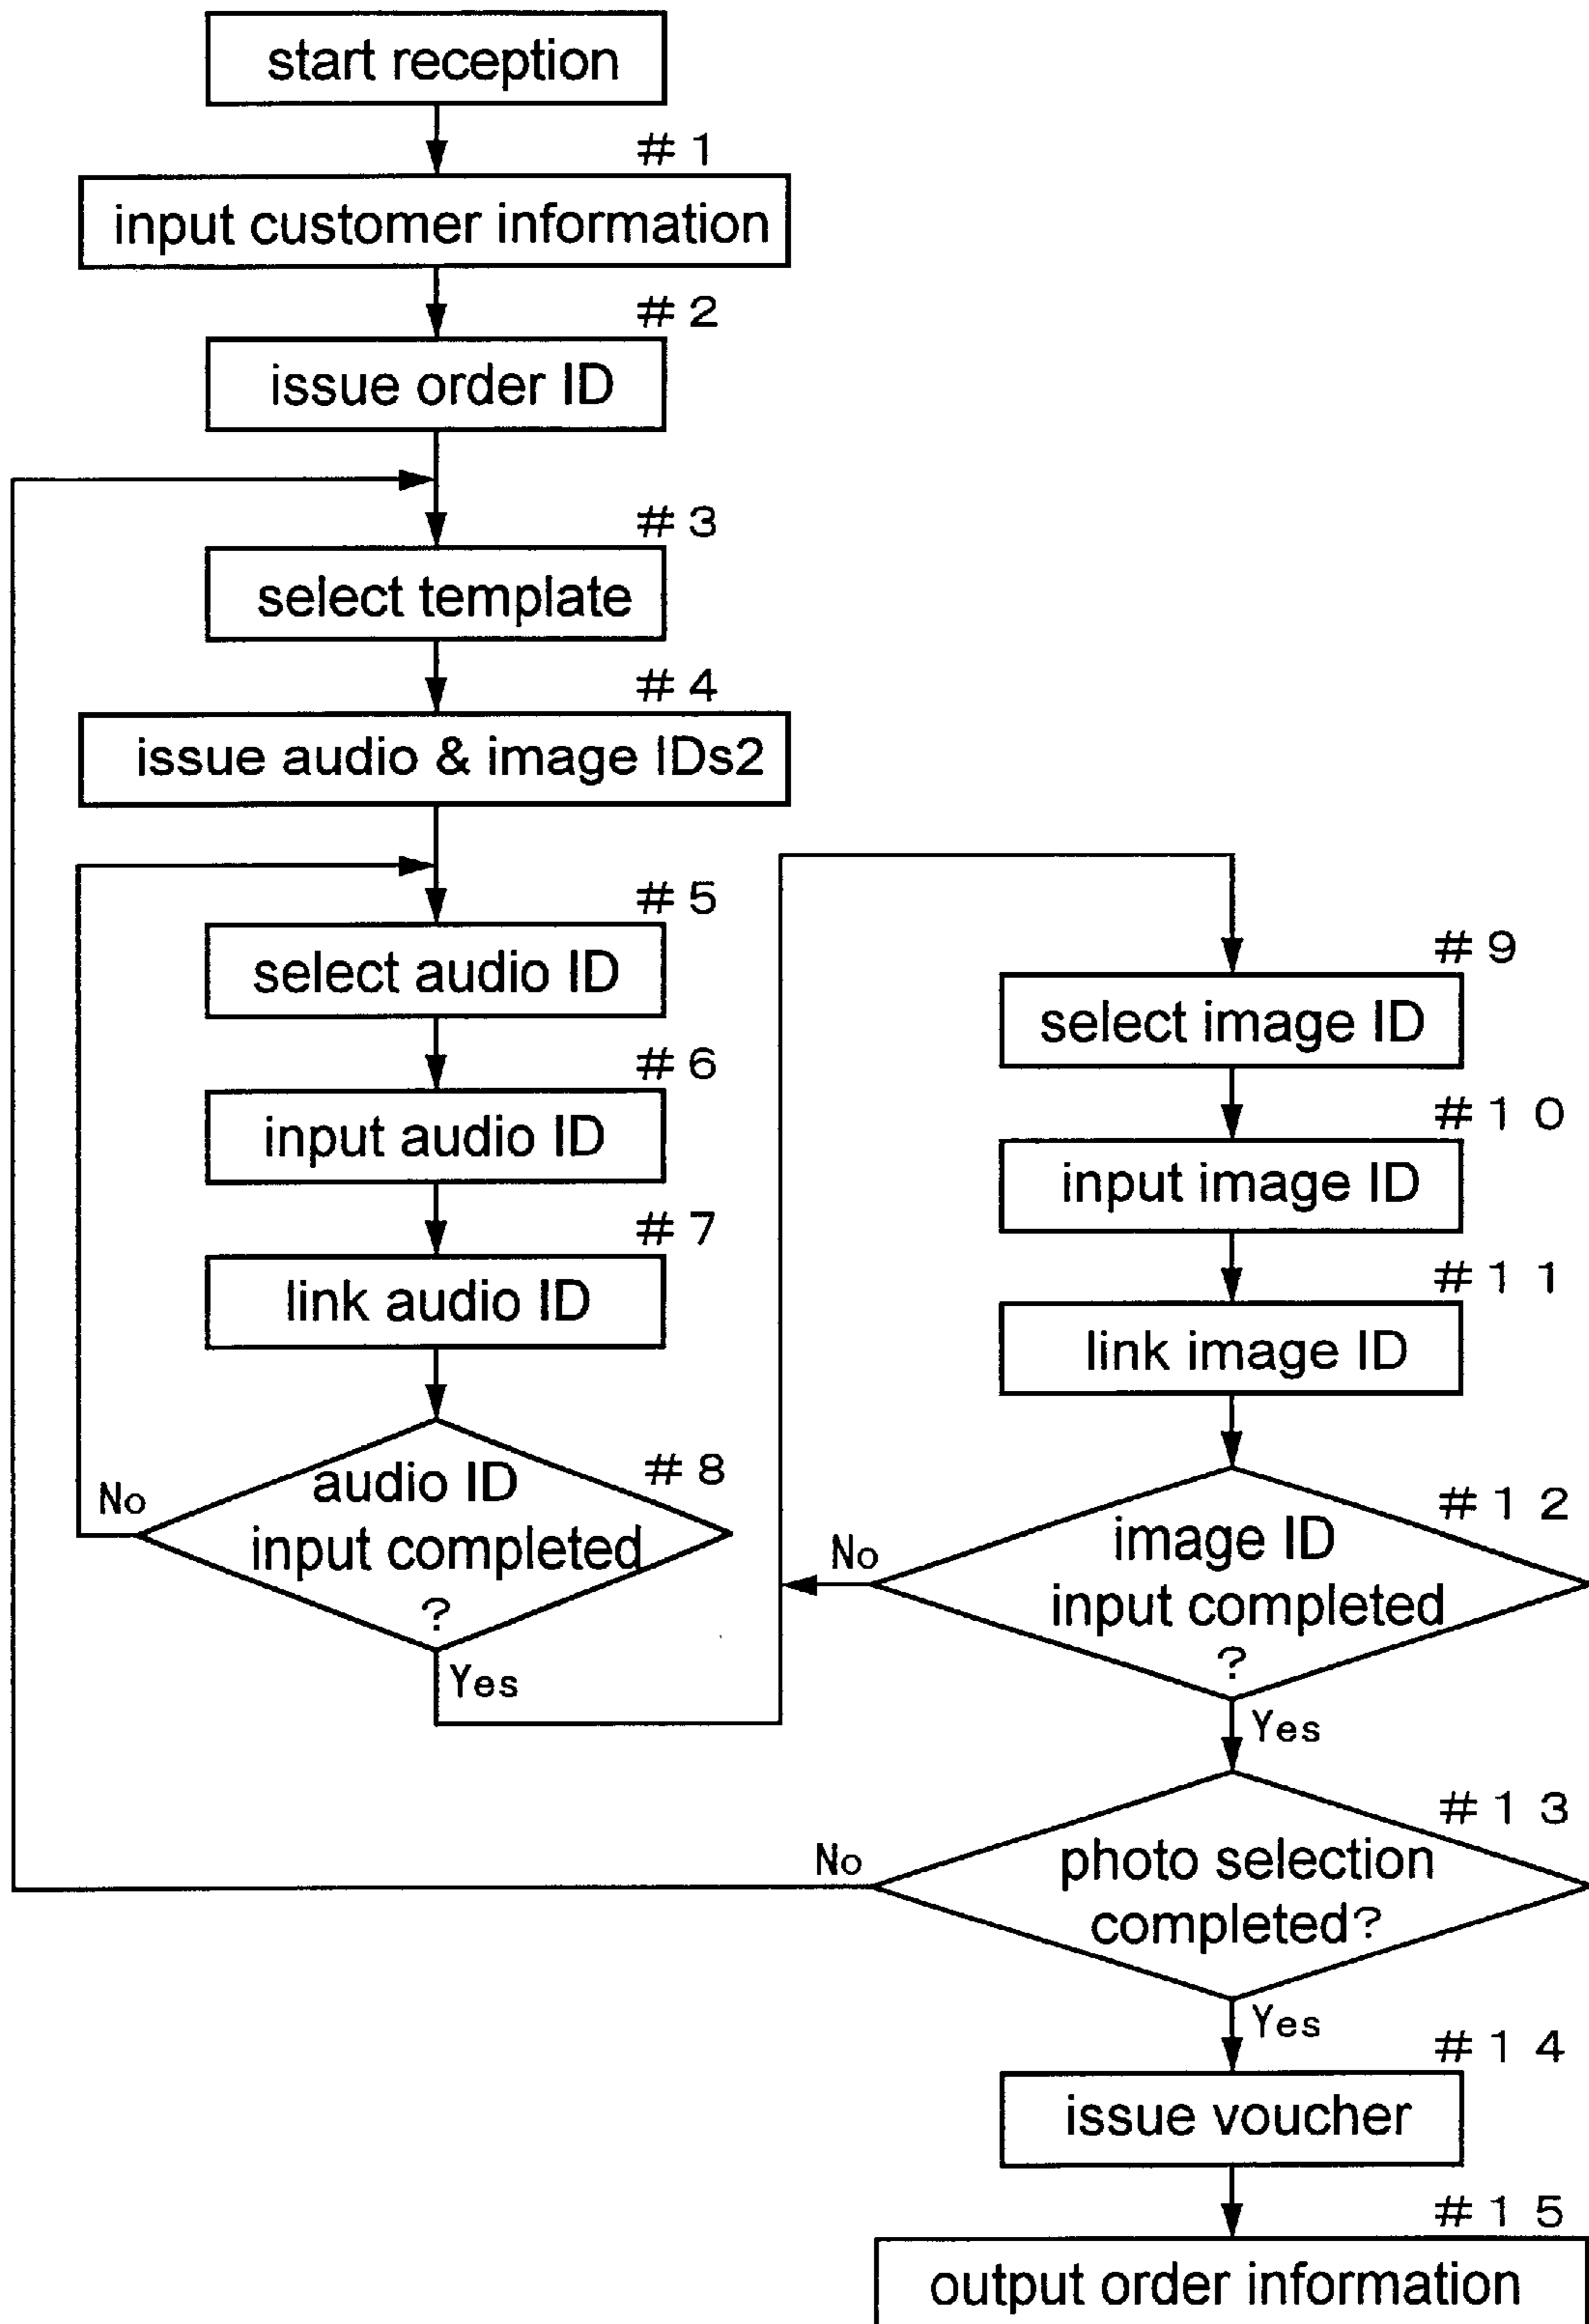 start reception
#1
input customer information
#2
issue order ID
#3
select template
#4
issue audio & image IDs2
#5
select audio ID
#6
input audio ID
#7
link audio ID
#8
audio ID
input completed
?
No
Yes
#9
select image ID
#10
input image ID
#11
link image ID
#12
image ID
input completed
?
No
Yes
#13
photo selection
completed?
No
Yes
#14
issue voucher
#15
output order information